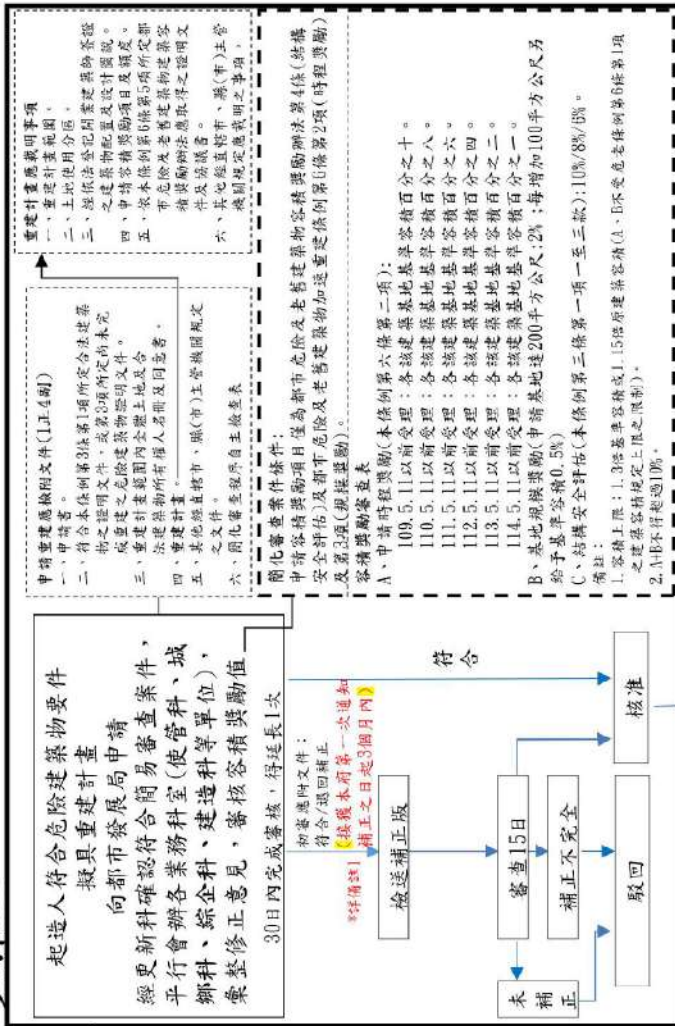 起造人符合危險建築物要件
擬具重建計畫
向都市發展局申請
經更新科確認符合簡易審查案件，
平行會辦各業務科室(使管科、城
鄉科、綜企科、建造科等單位)，
彙整修正意見，審核容積獎勵值
30日內完成審核，得延長1次
申請重建應檢附文件(1正4副)
一、申請書。
二、符合本條例第3條第1項所定合法建築
物之證明文件，或第3項所定尚未完
成重建之危險建築物證明文件。
三、重建計畫範圍內全體土地及合
法建築物所有權人名冊及同意書。
四、重建計畫。
五、其他經直轄市、縣(市)主管機關規定
之文件。
六、簡化審查程序自主檢查表
重建計畫應載明事項
一、重建計畫範圍。
二、土地使用分區。
三、經依法登記開業建築師簽證
之建築物配置及設計圖說。
四、申請容積獎勵項目及額度。
五、依本條例第6條第5項所定都
市危險及老舊建築物建築容
積獎勵辦法應取得之證明文
件及協議書。
六、其他經直轄市、縣(市)主管
機關規定應載明之事項。
簡化審查案件條件：
申請容積獎勵項目僅為都市危險及老舊建築物容積獎勵辦法第4條(結構
安全評估)及都市危險及老舊建築物加速重建條例第6條第2項(時程獎勵)
及第3項(規模獎勵)。
容積獎勵審查表
A、申請時程獎勵(本條例第六條第二項)：
109.5.11以前受理：各該建築基地基準容積百分之十。
110.5.11以前受理：各該建築基地基準容積百分之八。
111.5.11以前受理：各該建築基地基準容積百分之六。
112.5.11以前受理：各該建築基地基準容積百分之四。
113.5.11以前受理：各該建築基地基準容積百分之二。
114.5.11以前受理：各該建築基地基準容積百分之一。
B、基地規模獎勵(申請基地達200平方公尺:2%；每增加100平方公尺另
給予基準容積0.5%)
C、結構安全評估(本條例第三條第一項一至三款):10%/8%/6%。
備註：
1.容積上限：1.3倍基準容積或1.15倍原建築容積(A、B不受危老條例第6條第1項
之建築容積規定上限之限制)。
2.A+B不得超過10%。
初審應附文件：
符合/退回補正
(接獲本府第一次通知
補正之日起3個月內)
*詳備註1
符合
檢送補正版
審查15日
補正不完全
未補正
駁回
核准